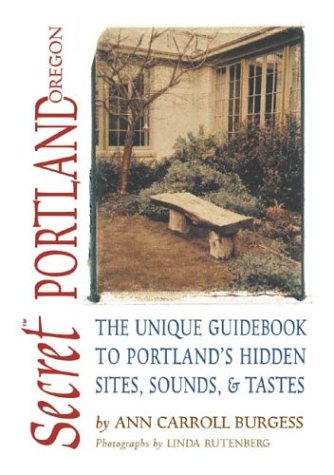 Secret™ PORTLAND OREGON
THE UNIQUE GUIDEBOOK
TO PORTLAND'S HIDDEN
SITES, SOUNDS, & TASTES
by ANN CARROLL BURGESS
Photographs by LINDA RUTENBERG